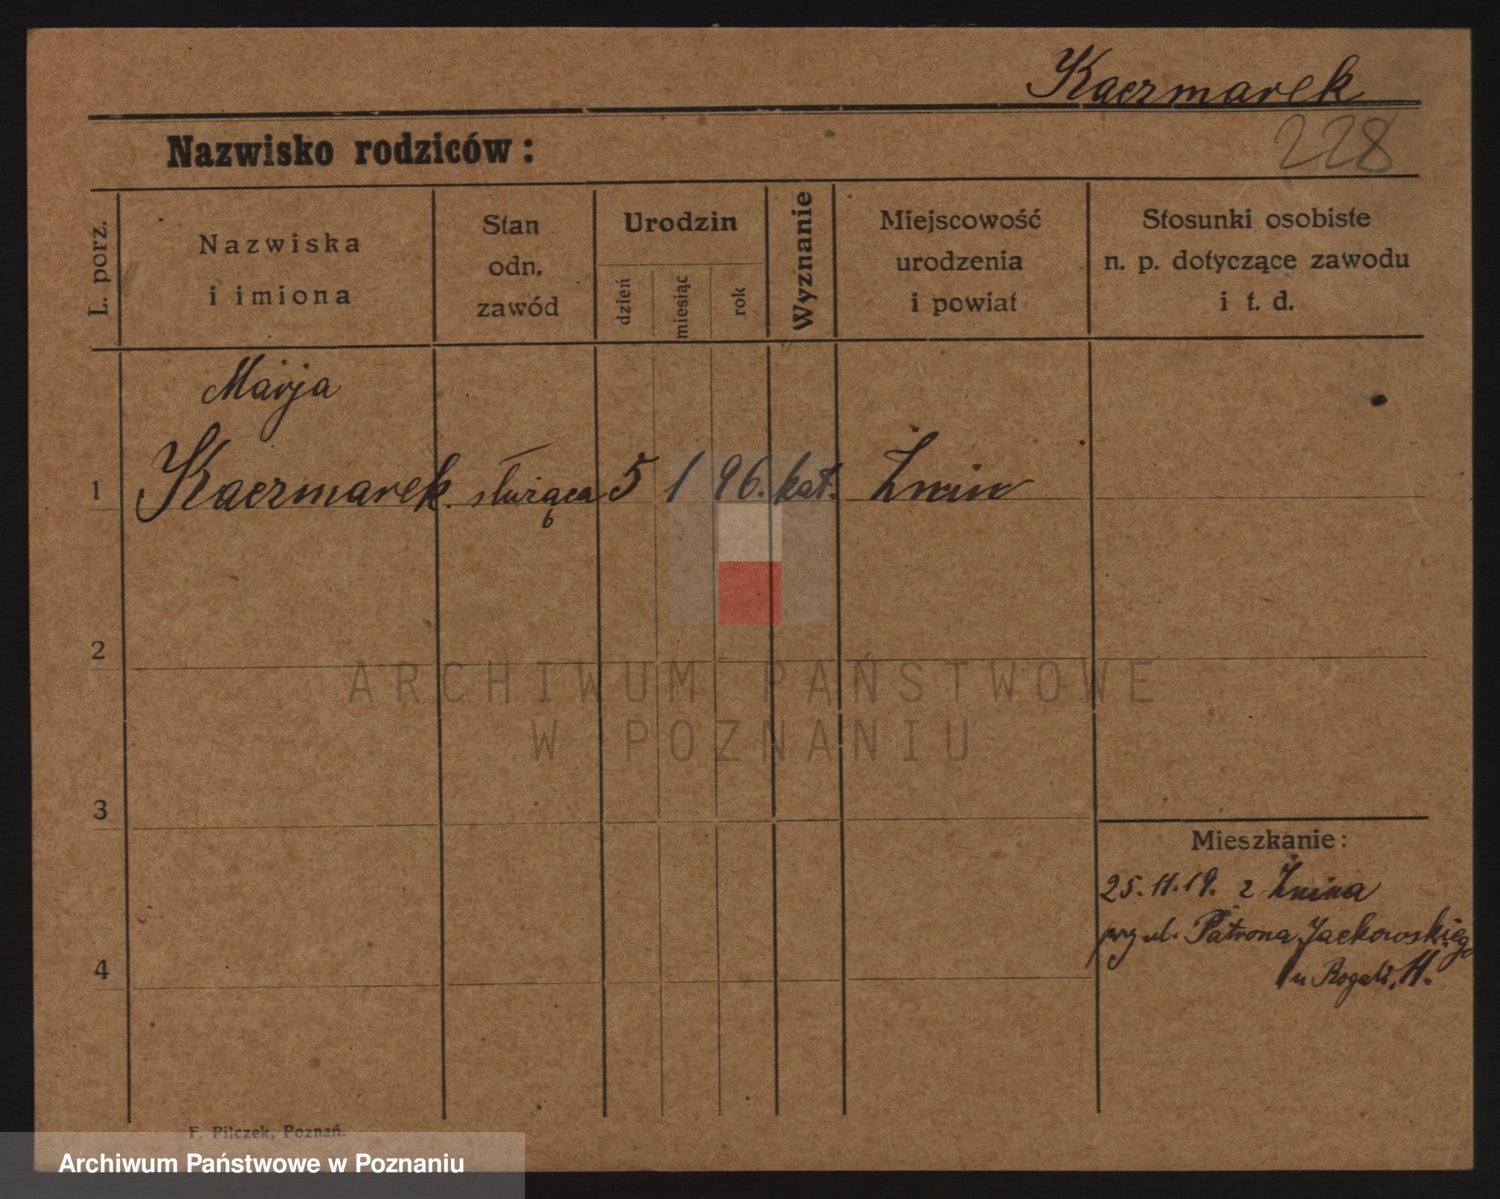 Kaczmarek
228
Nazwisko rodziców:
L. porz.
Nazwiska
i imiona
Stan
odn.
zawód
Urodzin
dzień
miesiąc
rok
Wyznanie
Miejscowość
urodzenia
i powiat
Stosunki osobiste
n. p. dotyczące zawodu
i t. d.
Marja
1 Kaczmarek. służąca 5 1 96. kat. Żnin
2
ARCHIWUM PAŃSTWOWE
W POZNANIU
3
Mieszkanie:
25.11.19. z Żnina
przy ul. Patrona Jackowskiego
u Rogali, 11.
4
F. Pilczek, Poznań.
Archiwum Państwowe w Poznaniu